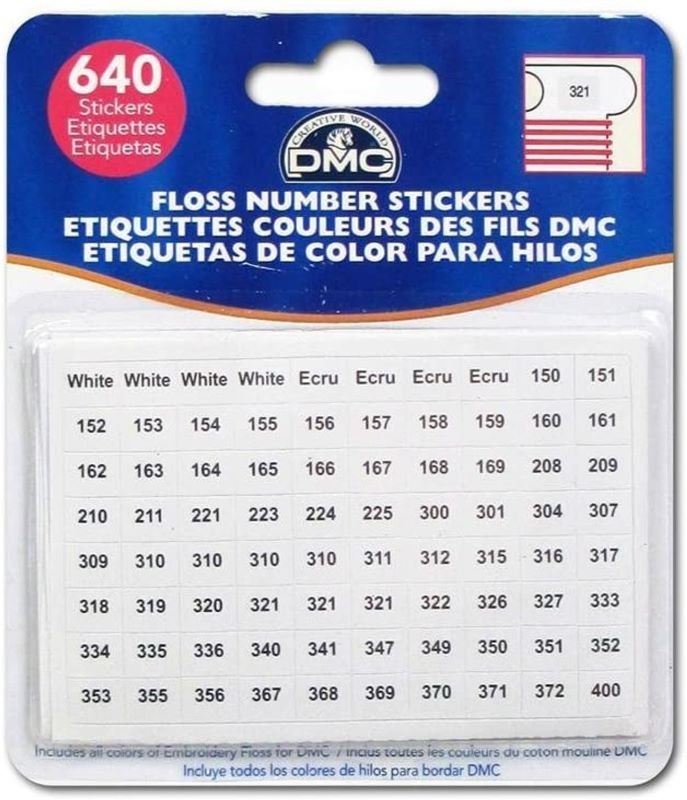 640
Stickers
Etiquettes
Etiquetas
321
CREATIVE WORLD
DMC
FLOSS NUMBER STICKERS
ETIQUETTES COULEURS DES FILS DMC
ETIQUETAS DE COLOR PARA HILOS
White White White White Ecru Ecru Ecru Ecru 150 151
152 153 154 155 156 157 158 159 160 161
162 163 164 165 166 167 168 169 208 209
210 211 221 223 224 225 300 301 304 307
309 310 310 310 310 311 312 315 316 317
318 319 320 321 321 321 322 326 327 333
334 335 336 340 341 347 349 350 351 352
353 355 356 367 368 369 370 371 372 400
Includes all colors of Embroidery Floss for DMC / Inclus toutes les couleurs du coton mouline DMC
Incluye todos los colores de hilos para bordar DMC